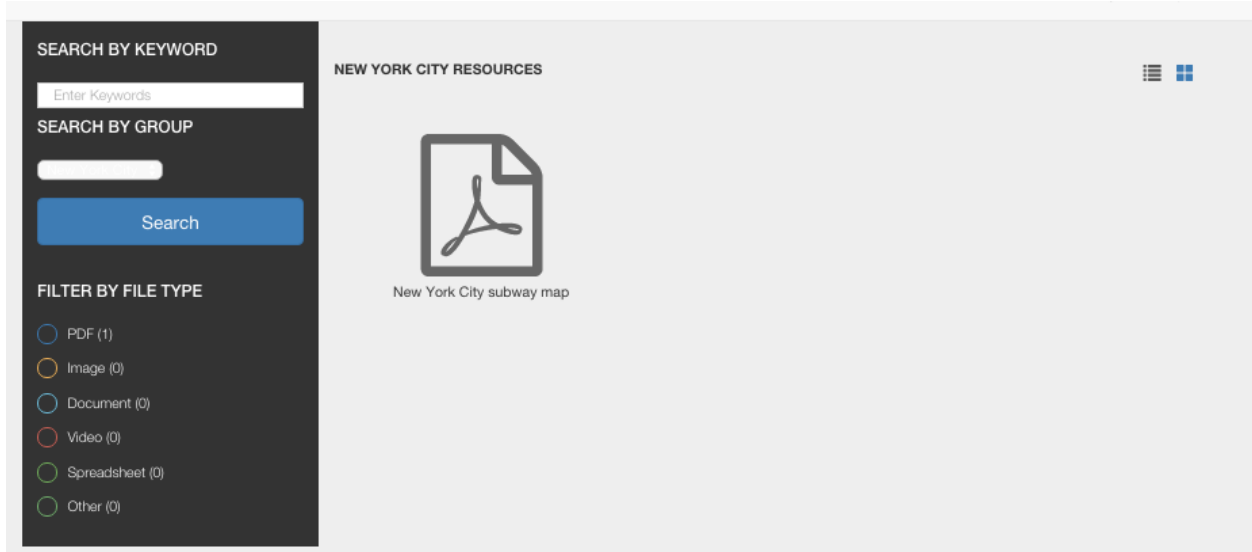 SEARCH BY KEYWORD
Enter Keywords
SEARCH BY GROUP
Search
FILTER BY FILE TYPE
PDF (1)
Image (0)
Document (0)
Video (0)
Spreadsheet (0)
Other (0)
NEW YORK CITY RESOURCES
New York City subway map